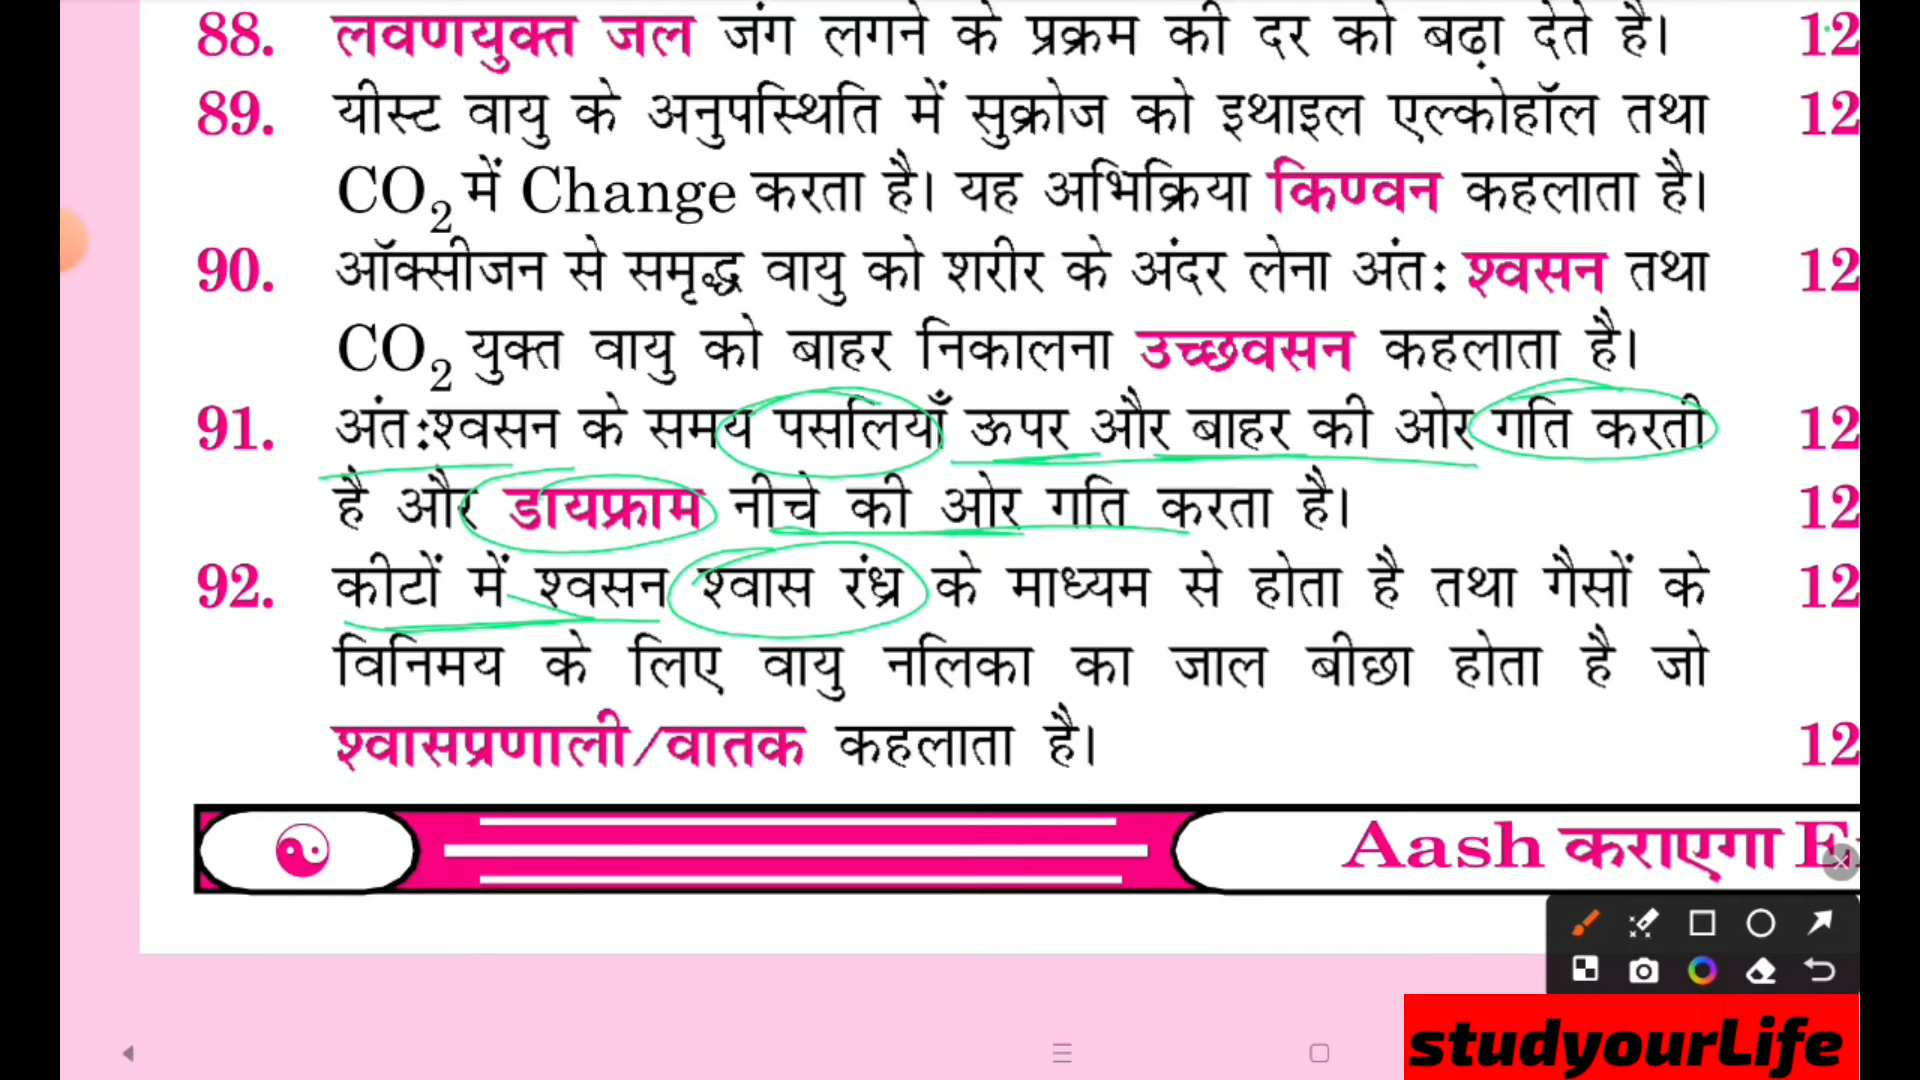 88. लवणयुक्त जल जंग लगने के प्रक्रम की दर को बढ़ा देते है। 12
89. यीस्ट वायु के अनुपस्थिति में सुक्रोज को इथाइल एल्कोहॉल तथा 12
CO2 में Change करता है। यह अभिक्रिया किण्वन कहलाता है।
90. ऑक्सीजन से समृद्ध वायु को शरीर के अंदर लेना अंत: श्वसन तथा 12
CO2 युक्त वायु को बाहर निकालना उच्छवसन कहलाता है।
91. अंत:श्वसन के समय पसलियाँ ऊपर और बाहर की ओर गति करती 12
है और डायफ्राम नीचे की ओर गति करता है। 12
92. कीटों में श्वसन श्वास रंध्र के माध्यम से होता है तथा गैसों के 12
विनिमय के लिए वायु नलिका का जाल बीछा होता है जो
श्वासप्रणाली/वातक कहलाता है। 12
Aash कराएगा
studyourLife